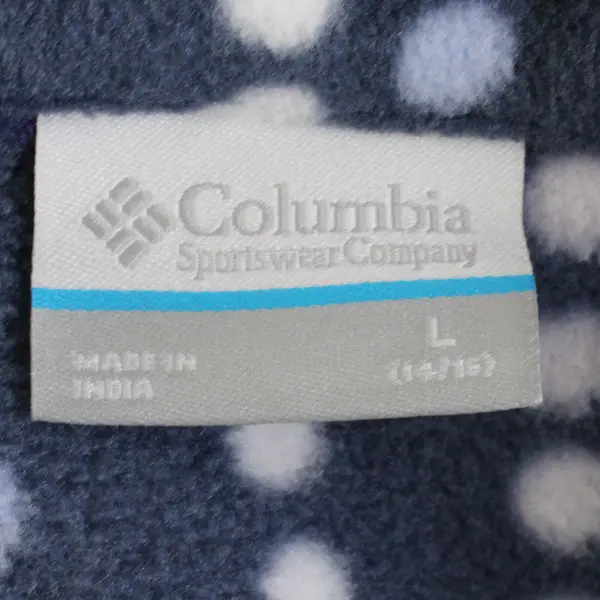 Columbia
Sportswear Company
L
MADE IN
(14/16)
INDIA